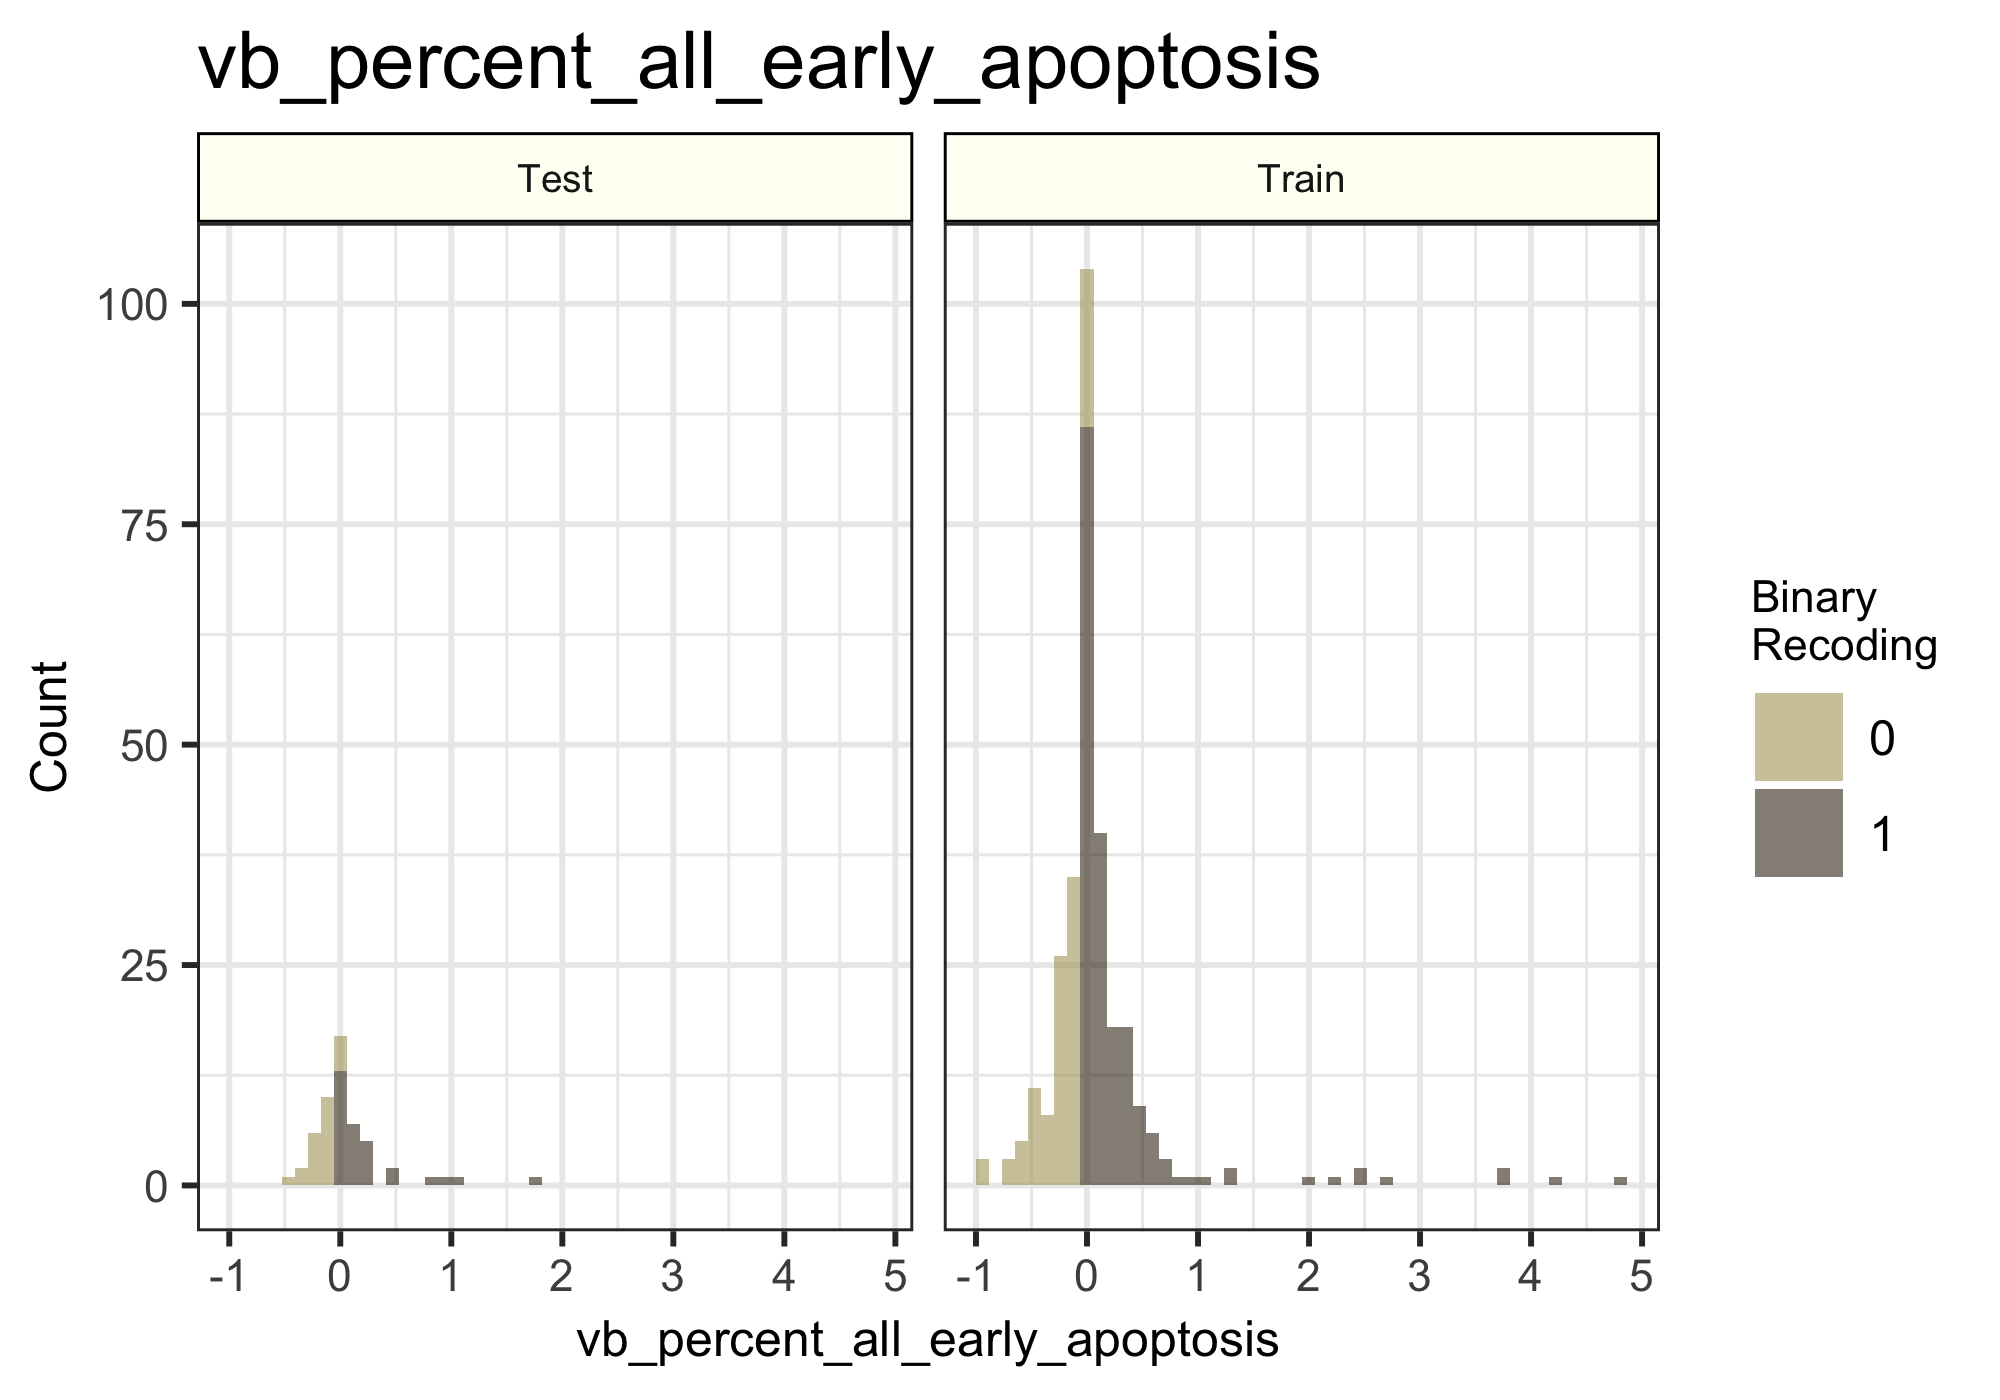 vb_percent_all_early_apoptosis
Test
Train
100
75
50
25
0
Count
-1 0 1 2 3 4 5
-1 0 1 2 3 4 5
vb_percent_all_early_apoptosis
Binary
Recoding
0
1